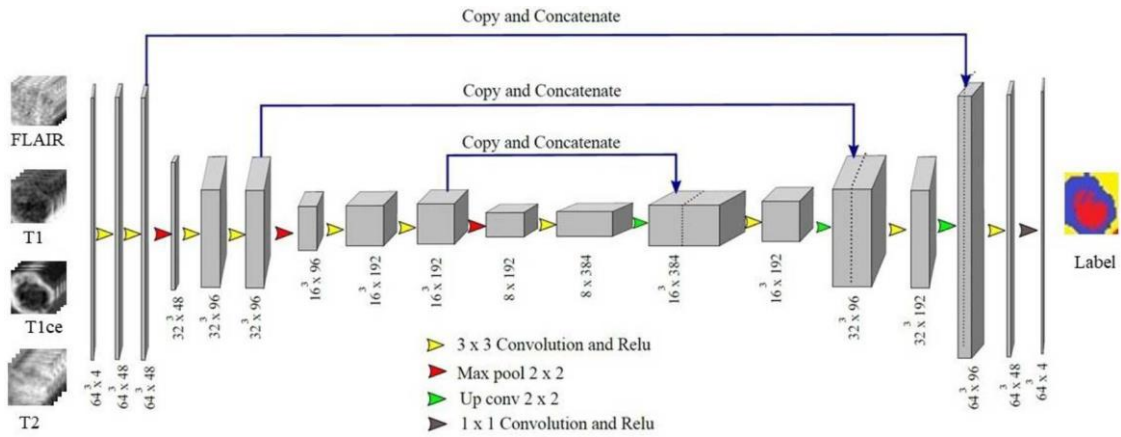 Copy and Concatenate
Copy and Concatenate
Copy and Concatenate
FLAIR
T1
T1ce
T2
64³ x 4
64³ x 48
64³ x 48
32³ x 48
32³ x 96
32³ x 96
16³ x 96
16³ x 192
16³ x 192
8³ x 192
8³ x 384
16³ x 384
16³ x 192
32³ x 96
32³ x 192
64³ x 96
64³ x 48
64³ x 4
Label
3 x 3 Convolution and Relu
Max pool 2 x 2
Up conv 2 x 2
1 x 1 Convolution and Relu